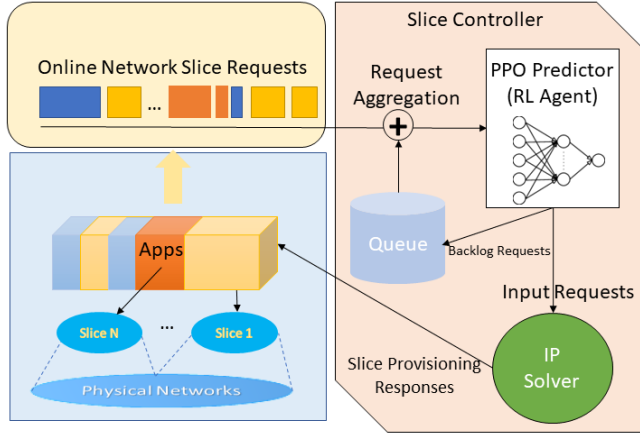 Slice Controller
Online Network Slice Requests
...
Request
Aggregation
+
PPO Predictor
(RL Agent)
Queue
Backlog Requests
Input Requests
Apps
Slice N
...
Slice 1
Physical Networks
Slice Provisioning
Responses
IP
Solver